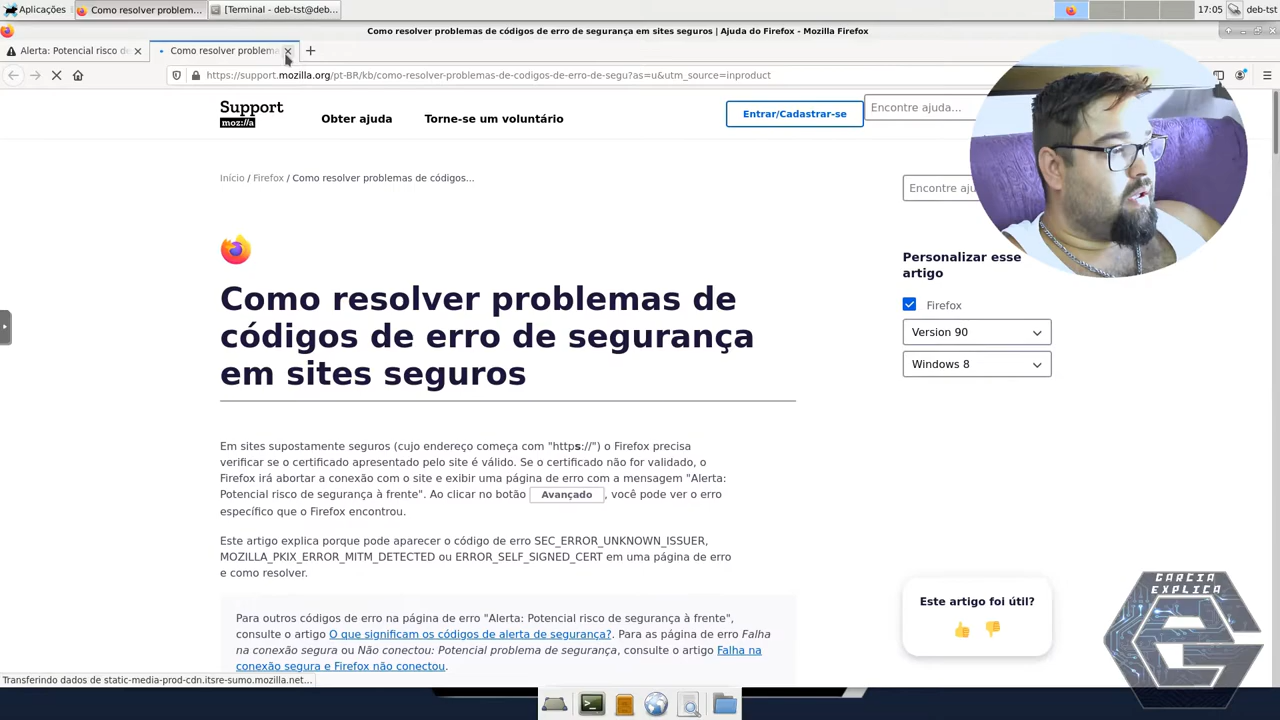 Aplicações
Como resolver problem...
[Terminal - deb-tst@deb...
17:05
deb-tst
Como resolver problemas de códigos de erro de segurança em sites seguros | Ajuda do Firefox - Mozilla Firefox
Alerta: Potencial risco de
Como resolver problema
https://support.mozilla.org/pt-BR/kb/como-resolver-problemas-de-codigos-de-erro-de-segu?as=u&utm_source=inproduct
Support
moz://a
Obter ajuda
Torne-se um voluntário
Entrar/Cadastrar-se
Encontre ajuda...
Início / Firefox / Como resolver problemas de códigos...
Encontre aju
Personalizar esse
artigo
Firefox
Version 90
Windows 8
Como resolver problemas de
códigos de erro de segurança
em sites seguros
Em sites supostamente seguros (cujo endereço começa com "https://") o Firefox precisa
verificar se o certificado apresentado pelo site é válido. Se o certificado não for validado, o
Firefox irá abortar a conexão com o site e exibir uma página de erro com a mensagem "Alerta:
Potencial risco de segurança à frente". Ao clicar no botão Avançado, você pode ver o erro
específico que o Firefox encontrou.
Este artigo explica porque pode aparecer o código de erro SEC_ERROR_UNKNOWN_ISSUER,
MOZILLA_PKIX_ERROR_MITM_DETECTED ou ERROR_SELF_SIGNED_CERT em uma página de erro
e como resolver.
Para outros códigos de erro na página de erro "Alerta: Potencial risco de segurança à frente",
consulte o artigo O que significam os códigos de alerta de segurança?. Para as página de erro Falha
na conexão segura ou Não conectou: Potencial problema de segurança, consulte o artigo Falha na
conexão segura e Firefox não conectou.
Este artigo foi útil?
GARCIA
EXPLICA
Transferindo dados de static-media-prod-cdn.itsre-sumo.mozilla.net...